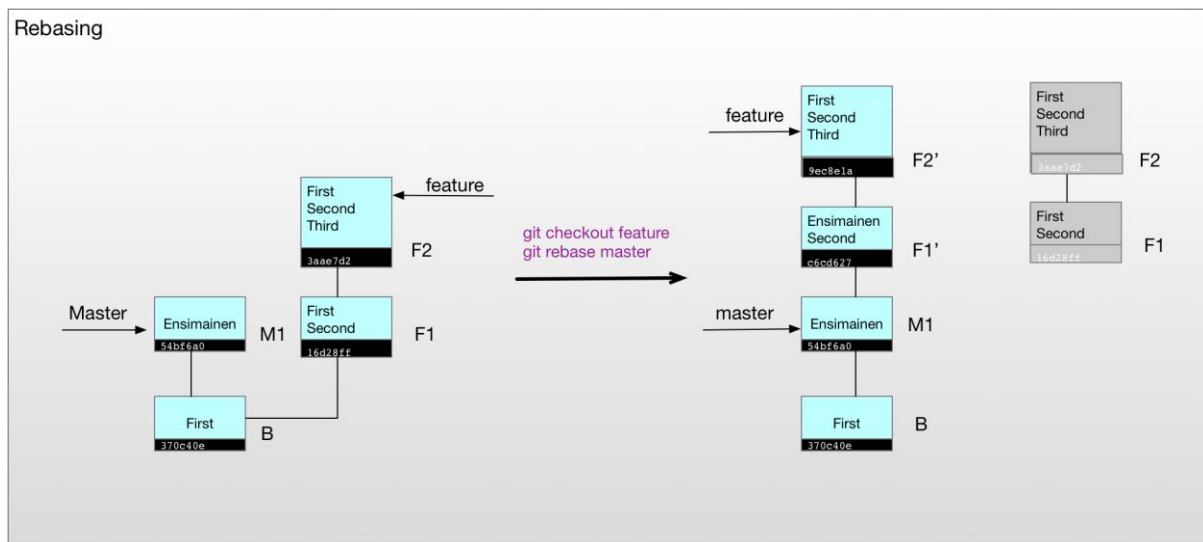 Rebasing
First
Second
Third
3aae7d2
F2
feature
Master
Ensimainen
54bf6a0
M1
First
Second
16d28ff
F1
First
370c40e
B
git checkout feature
git rebase master
feature
First
Second
Third
9ec8e1a
F2'
Ensimainen
Second
c6cd627
F1'
master
Ensimainen
54bf6a0
M1
First
370c40e
B
First
Second
Third
3aae7d2
F2
First
Second
16d28ff
F1